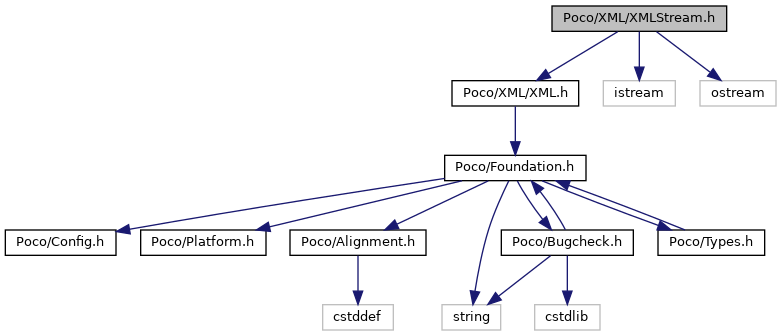 Poco/XML/XMLStream.h
Poco/XML/XML.h
istream
ostream
Poco/Foundation.h
Poco/Config.h
Poco/Platform.h
Poco/Alignment.h
Poco/Bugcheck.h
Poco/Types.h
cstddef
string
cstdlib